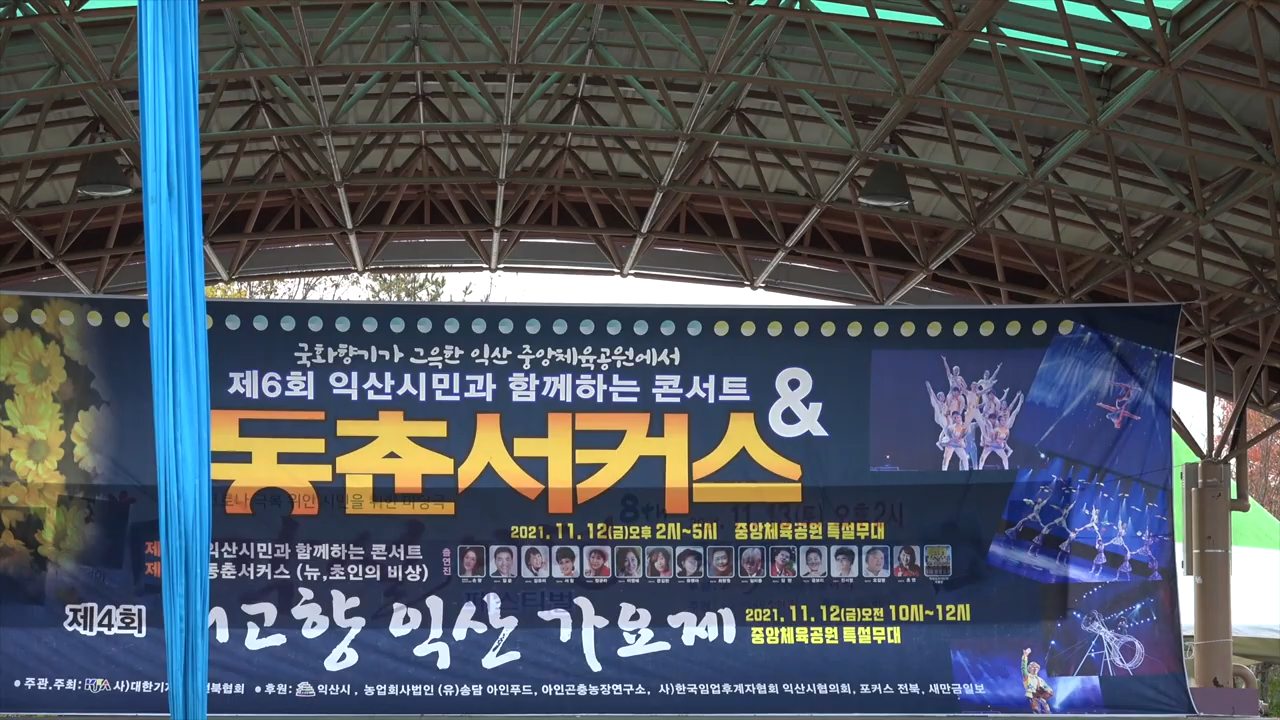 국화향기가 그윽한 익산 중앙체육공원에서
제6회 익산시민과 함께하는 콘서트 &
동춘서커스
2021. 11. 12(금)오후 2시~5시 중앙체육공원 특설무대
제 익산시민과 함께하는 콘서트
제 동춘서커스 (뉴,초인의 비상)
출연진
제4회 고향 익산 가요제
2021. 11. 12(금)오전 10시~12시
중앙체육공원 특설무대
• 주관.주최: 사)대한기 전북협회 • 후원: 익산시, 농업회사법인 (유)송담 아인푸드, 아인곤충농장연구소, 사)한국임업후계자협회 익산시협의회, 포커스 전북, 새만금일보